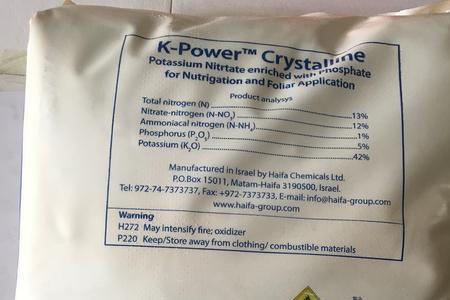 K-Power™ Crystalline
Potassium Nitrtate enriched with Phosphate
for Nutrigation and Foliar Application
Product analysys
Total nitrogen (N) 13%
Nitrate-nitrogen (N-NO3) 12%
Ammoniacal nitrogen (N-NH4) 1%
Phosphorus (P2O5) 5%
Potassium (K2O) 42%
Manufactured in Israel by Haifa Chemicals Ltd.
P.O.Box 15011, Matam-Haifa 3190500, Israel.
Tel: 972-74-7373737, Fax: +972-7373733, E-mail: info@haifa-group.com
www.haifa-group.com
Warning
H272 May intensify fire; oxidizer
P220 Keep/Store away from clothing/ combustible materials